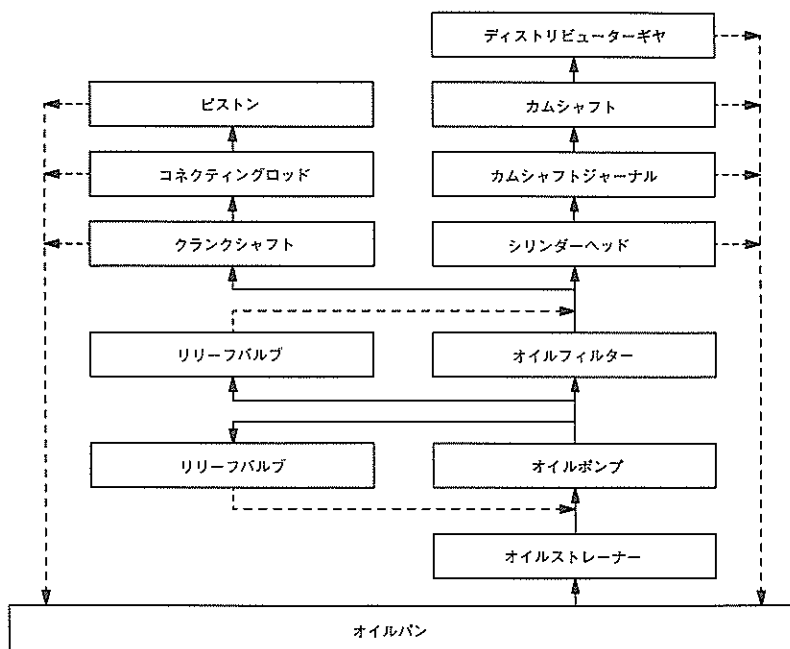 ディストリビューターギヤ
ピストン
カムシャフト
コネクティングロッド
カムシャフトジャーナル
クランクシャフト
シリンダーヘッド
リリーフバルブ
オイルフィルター
リリーフバルブ
オイルポンプ
オイルストレーナー
オイルパン